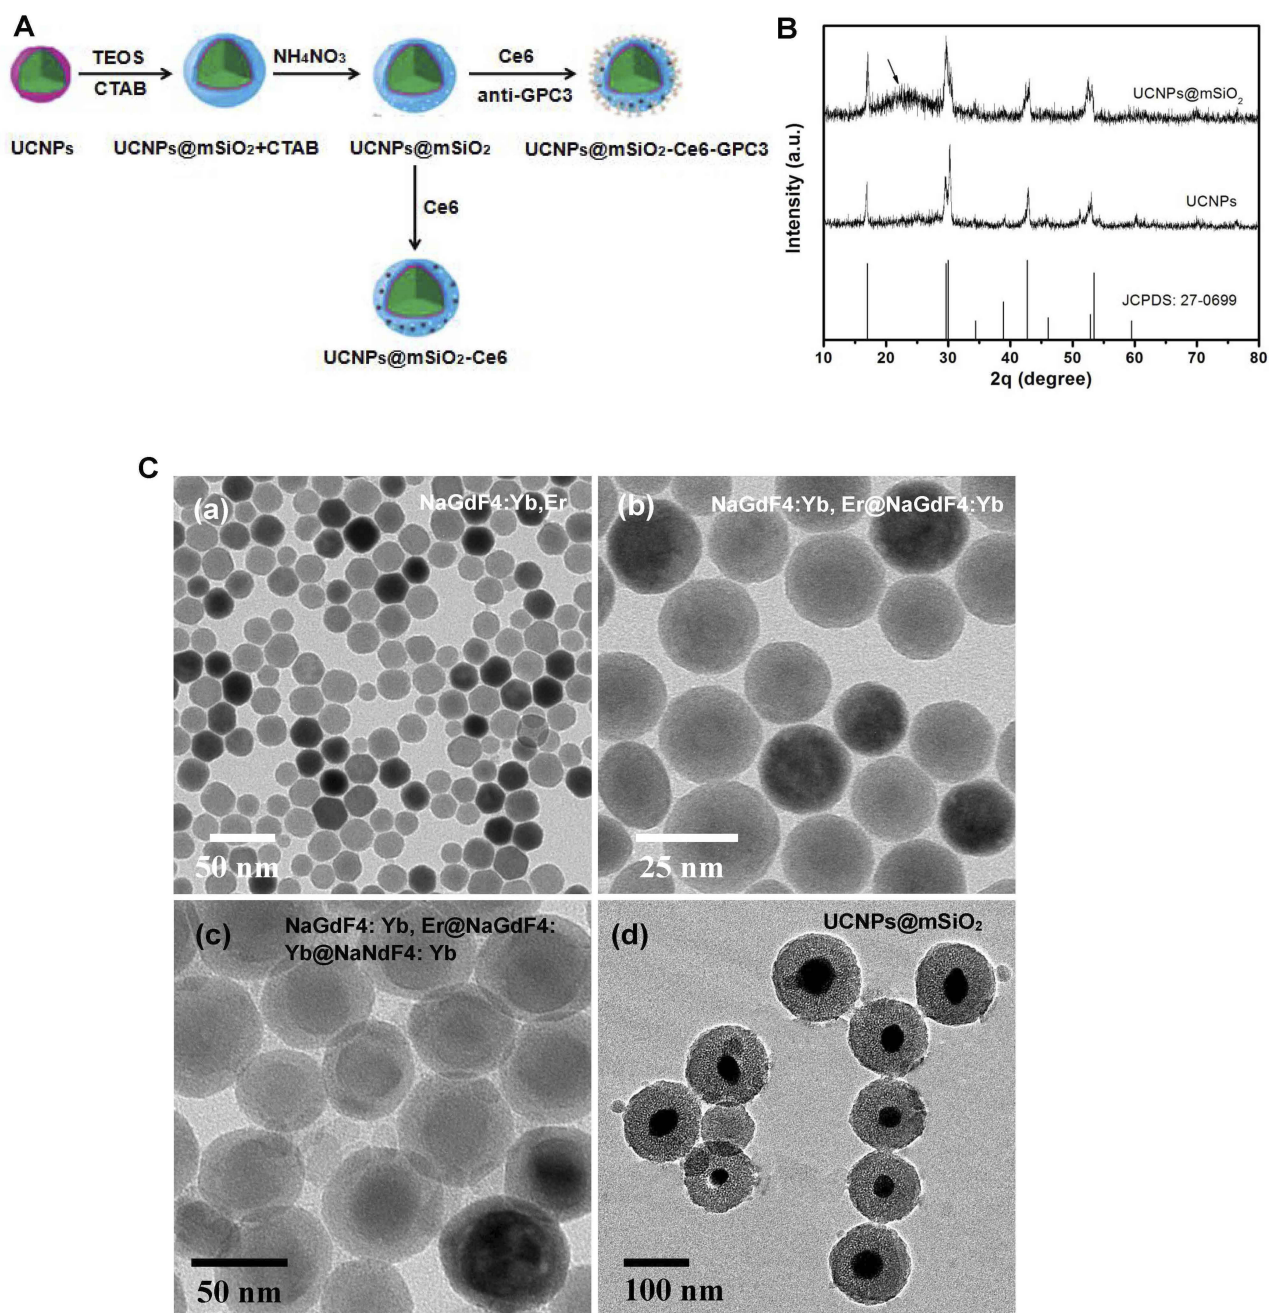 A
TEOS
CTAB
NH4NO3
Ce6
anti-GPC3
UCNPs
UCNPs@mSiO2+CTAB
UCNPs@mSiO2
UCNPs@mSiO2-Ce6-GPC3
Ce6
UCNPs@mSiO2-Ce6
B
Intensity (a.u.)
UCNPs@mSiO2
UCNPs
JCPDS: 27-0699
10 20 30 40 50 60 70 80
2q (degree)
C
(a) NaGdF4:Yb,Er
50 nm
(b) NaGdF4:Yb, Er@NaGdF4:Yb
25 nm
(c) NaGdF4: Yb, Er@NaGdF4:
Yb@NaNdF4: Yb
50 nm
(d) UCNPs@mSiO2
100 nm